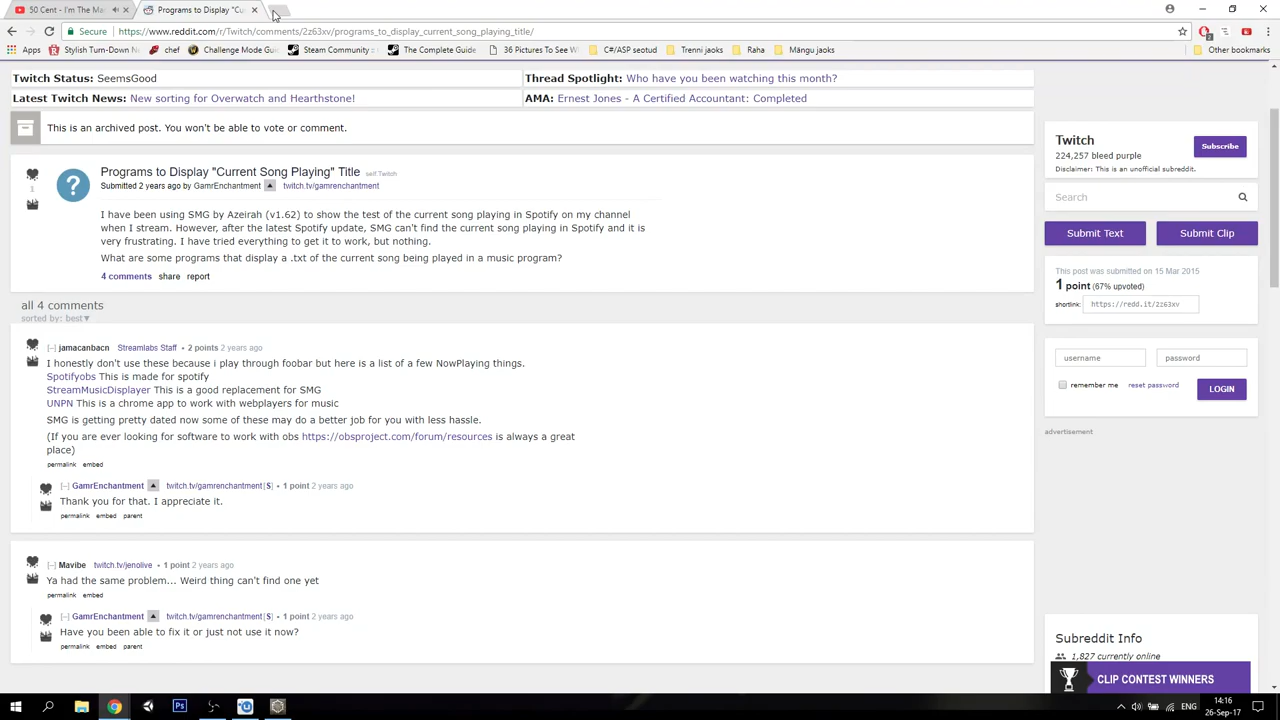 50 Cent - I'm The Ma
Programs to Display "Cu
Secure
https://www.reddit.com/r/Twitch/comments/2z63xv/programs_to_display_current_song_playing_title/
Apps
Stylish Turn-Down Ne
chef
Challenge Mode Guid
Steam Community ::
The Complete Guide
36 Pictures To See W
C#/ASP seotud
Trenni jaoks
Raha
Mängu jaoks
Other bookmarks
Twitch Status: SeemsGood
Thread Spotlight: Who have you been watching this month?
Latest Twitch News: New sorting for Overwatch and Hearthstone!
AMA: Ernest Jones - A Certified Accountant: Completed
This is an archived post. You won't be able to vote or comment.
1
Programs to Display "Current Song Playing" Title self.Twitch
Submitted 2 years ago by GamrEnchantment twitch.tv/gamrenchantment
I have been using SMG by Azeirah (v1.62) to show the test of the current song playing in Spotify on my channel
when I stream. However, after the latest Spotify update, SMG can't find the current song playing in Spotify and it is
very frustrating. I have tried everything to get it to work, but nothing.
What are some programs that display a .txt of the current song being played in a music program?
4 comments share report
all 4 comments
sorted by: best▼
[–] jamacanbacn Streamlabs Staff • 2 points 2 years ago
I honestly don't use these because i play through foobar but here is a list of a few NowPlaying things.
Spotifyobs This is made for spotify
StreamMusicDisplayer This is a good replacement for SMG
UNPN This is a chrome app to work with webplayers for music
SMG is getting pretty dated now some of these may do a better job for you with less hassle.
(If you are ever looking for software to work with obs https://obsproject.com/forum/resources is always a great
place)
permalink embed
[–] GamrEnchantment twitch.tv/gamrenchantment [S] • 1 point 2 years ago
Thank you for that. I appreciate it.
permalink embed parent
[–] Mavibe twitch.tv/jenolive • 1 point 2 years ago
Ya had the same problem... Weird thing can't find one yet
permalink embed
[–] GamrEnchantment twitch.tv/gamrenchantment [S] • 1 point 2 years ago
Have you been able to fix it or just not use it now?
permalink embed parent
Twitch
Subscribe
224,257 bleed purple
Disclaimer: This is an unofficial subreddit.
Search
Submit Text
Submit Clip
This post was submitted on 15 Mar 2015
1 point (67% upvoted)
shortlink: https://redd.it/2z63xv
username
password
remember me
reset password
LOGIN
advertisement
Subreddit Info
1,827 currently online
CLIP CONTEST WINNERS
Ps
ENG
14:16
26-Sep-17